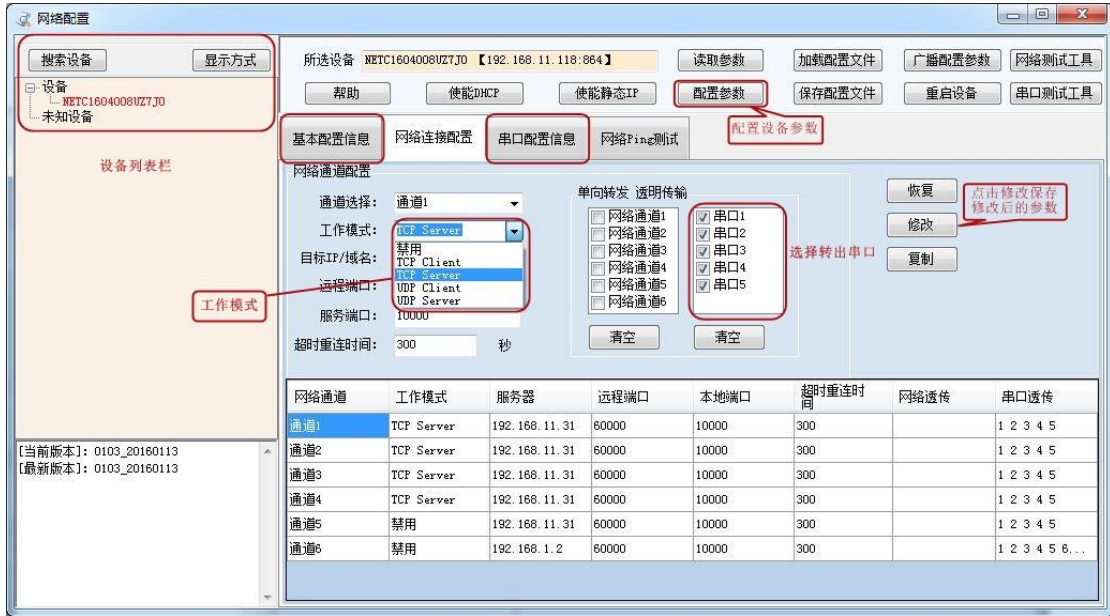 网络配置
搜索设备 显示方式
设备
NETC1604008UZ7J0
未知设备
设备列表栏
所选设备 NETC1604008UZ7J0 【192.168.11.118:864】 读取参数 加载配置文件 广播配置参数 网络测试工具
帮助 使能DHCP 使能静态IP 配置参数 保存配置文件 重启设备 串口测试工具
配置设备参数
基本配置信息 网络连接配置 串口配置信息 网络Ping测试
网络通道配置
通道选择: 通道1
工作模式: TCP Server
禁用
TCP Client
TCP Server
UDP Client
UDP Server
目标IP/域名:
远程端口:
服务端口: 10000
超时重连时间: 300 秒
工作模式
单向转发 透明传输
网络通道1 串口1
网络通道2 串口2
网络通道3 串口3
网络通道4 串口4
网络通道5 串口5
网络通道6
清空 清空
选择转出串口
恢复
修改
复制
点击修改保存
修改后的参数
网络通道 工作模式 服务器 远程端口 本地端口 超时重连时间 网络透传 串口透传
通道1 TCP Server 192.168.11.31 60000 10000 300 1 2 3 4 5
通道2 TCP Server 192.168.11.31 60000 10000 300 1 2 3 4 5
通道3 TCP Server 192.168.11.31 60000 10000 300 1 2 3 4 5
通道4 TCP Server 192.168.11.31 60000 10000 300 1 2 3 4 5
通道5 禁用 192.168.11.31 60000 10000 300 1 2 3 4 5
通道6 禁用 192.168.1.2 60000 10000 300 1 2 3 4 5 6...
[当前版本]: 0103_20160113
[最新版本]: 0103_20160113